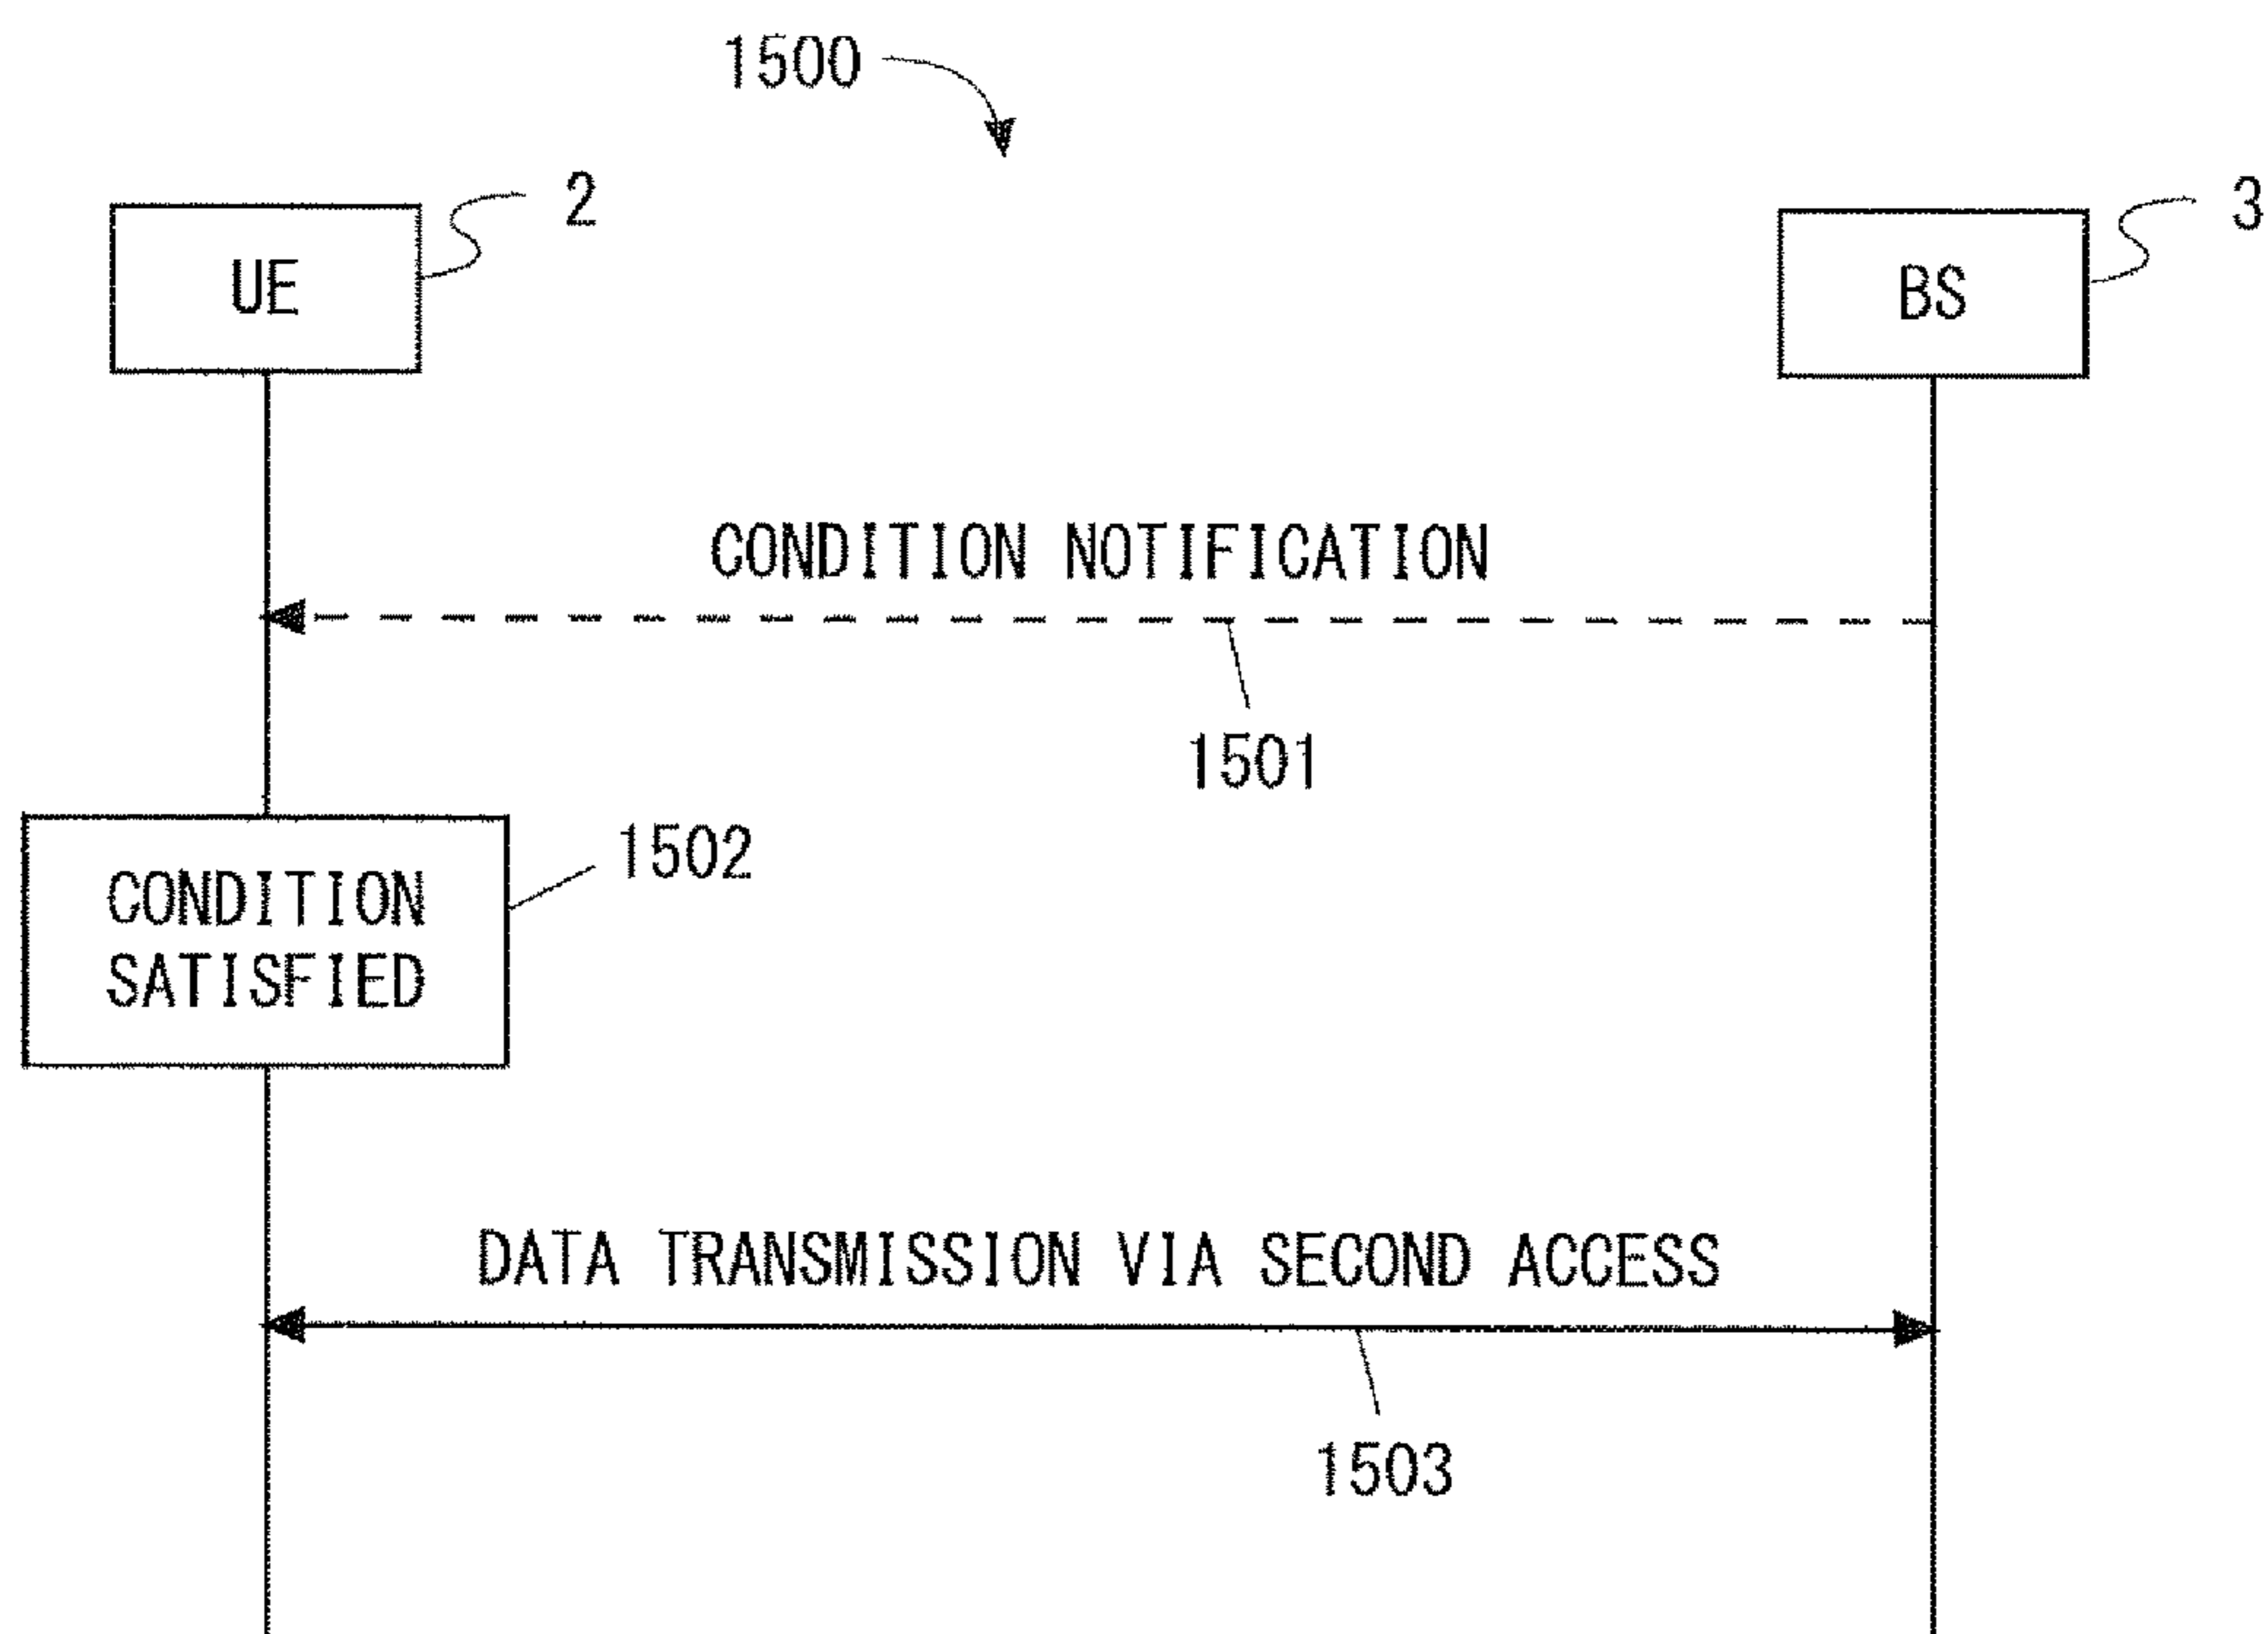 1500
2
3
UE
BS
CONDITION NOTIFICATION
1501
1502
CONDITION
SATISFIED
DATA TRANSMISSION VIA SECOND ACCESS
1503